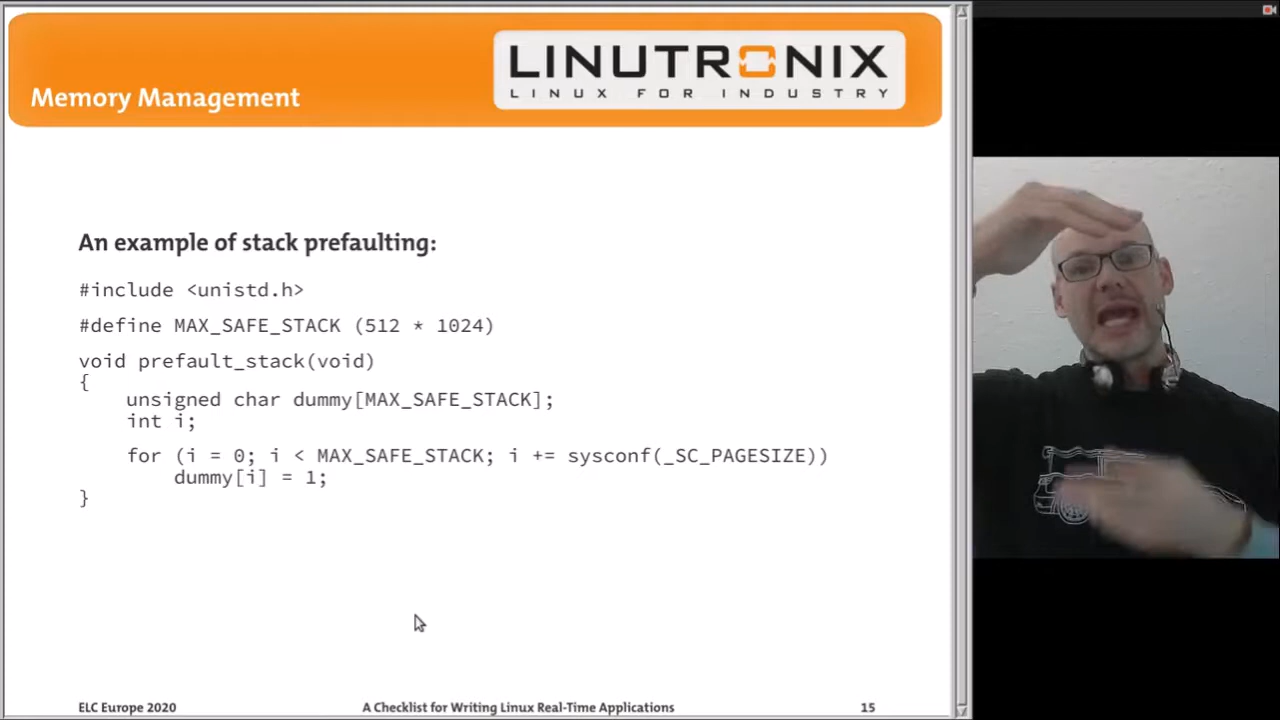 LINUTRONIX
LINUX FOR INDUSTRY
Memory Management
An example of stack prefaulting:
#include <unistd.h>
#define MAX_SAFE_STACK (512 * 1024)
void prefault_stack(void)
{
    unsigned char dummy[MAX_SAFE_STACK];
    int i;
    for (i = 0; i < MAX_SAFE_STACK; i += sysconf(_SC_PAGESIZE))
        dummy[i] = 1;
}
ELC Europe 2020
A Checklist for Writing Linux Real-Time Applications
15